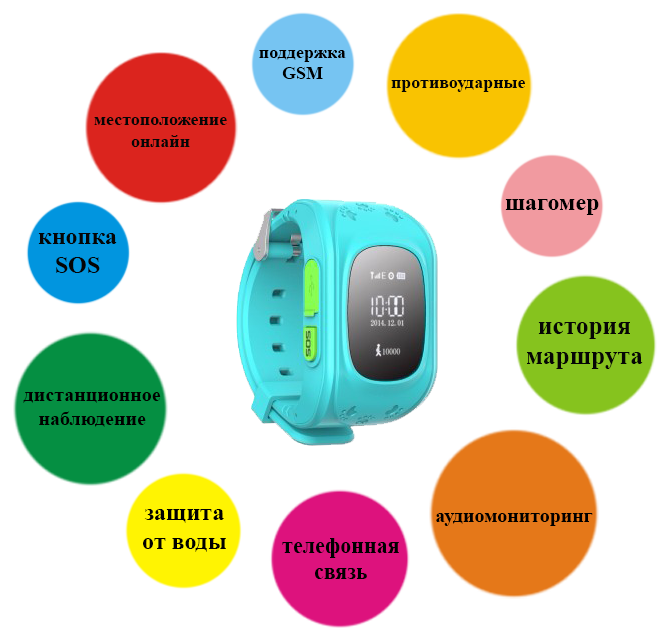 поддержка
GSM
противоударные
местоположение
онлайн
шагомер
кнопка
SOS
история
маршрута
E
10:00
2014.12.01
10000
SOS
дистанционное
наблюдение
аудиомониторинг
защита
от воды
телефонная
связь